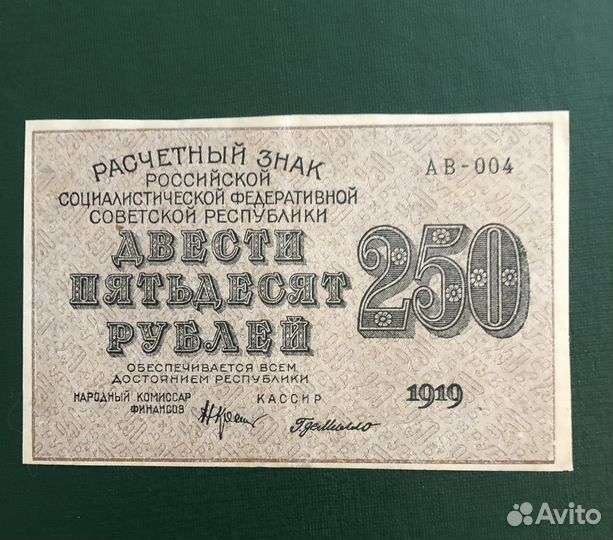 РАСЧЕТНЫЙ ЗНАК
РОССИЙСКОЙ
СОЦИАЛИСТИЧЕСКОЙ ФЕДЕРАТИВНОЙ
СОВЕТСКОЙ РЕСПУБЛИКИ
АВ-004
ДВЕСТИ
ПЯТЬДЕСЯТ
РУБЛЕЙ
250
ОБЕСПЕЧИВАЕТСЯ ВСЕМ
ДОСТОЯНИЕМ РЕСПУБЛИКИ
НАРОДНЫЙ КОМИССАР
ФИНАНСОВ
КАССИР
1919
Avito